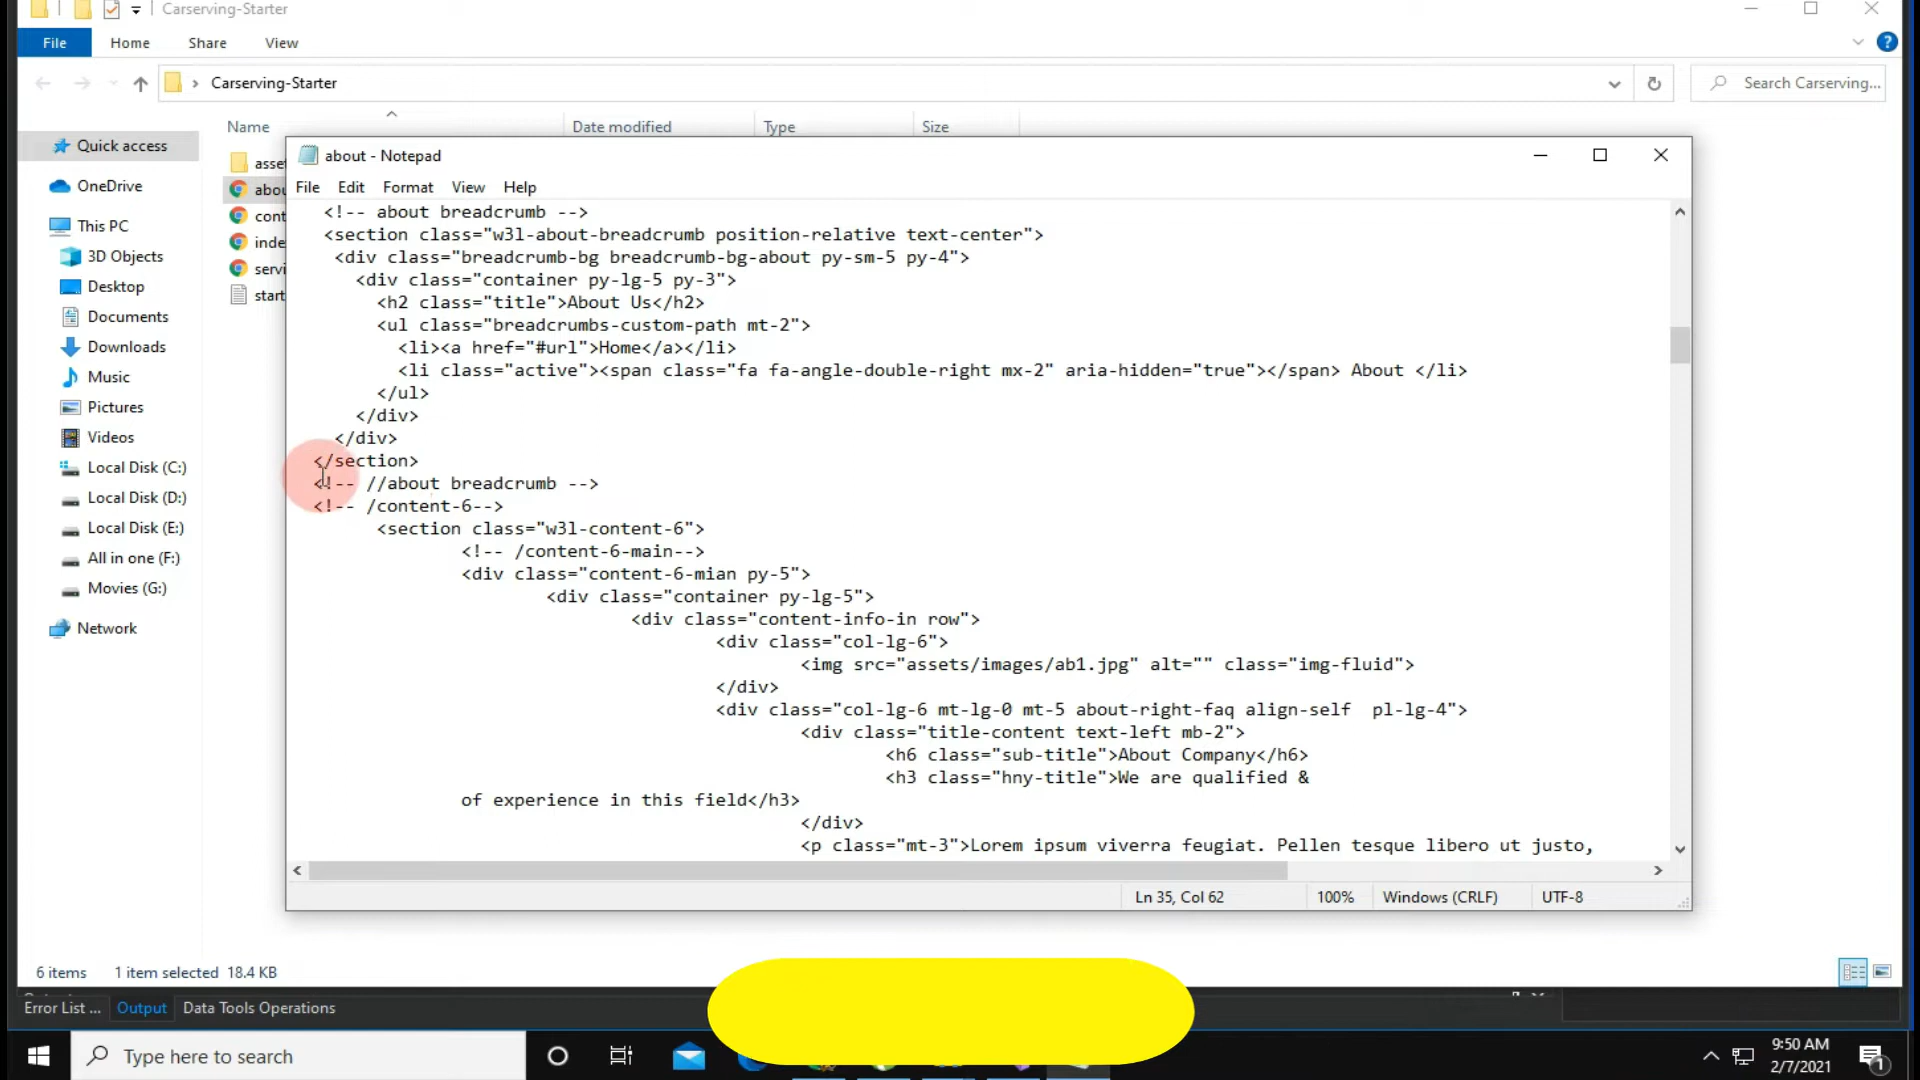 Carserving-Starter
File Home Share View
Carserving-Starter
Search Carserving...
Name Date modified Type Size
Quick access
OneDrive
This PC
3D Objects
Desktop
Documents
Downloads
Music
Pictures
Videos
Local Disk (C:)
Local Disk (D:)
Local Disk (E:)
All in one (F:)
Movies (G:)
Network
asse
abou
cont
inde
servi
start
about - Notepad
File Edit Format View Help
<!-- about breadcrumb -->
<section class="w3l-about-breadcrumb position-relative text-center">
<div class="breadcrumb-bg breadcrumb-bg-about py-sm-5 py-4">
<div class="container py-lg-5 py-3">
<h2 class="title">About Us</h2>
<ul class="breadcrumbs-custom-path mt-2">
<li><a href="#url">Home</a></li>
<li class="active"><span class="fa fa-angle-double-right mx-2" aria-hidden="true"></span> About </li>
</ul>
</div>
</div>
</section>
<!-- //about breadcrumb -->
<!-- /content-6-->
<section class="w3l-content-6">
<!-- /content-6-main-->
<div class="content-6-mian py-5">
<div class="container py-lg-5">
<div class="content-info-in row">
<div class="col-lg-6">
<img src="assets/images/ab1.jpg" alt="" class="img-fluid">
</div>
<div class="col-lg-6 mt-lg-0 mt-5 about-right-faq align-self  pl-lg-4">
<div class="title-content text-left mb-2">
<h6 class="sub-title">About Company</h6>
<h3 class="hny-title">We are qualified &
of experience in this field</h3>
</div>
<p class="mt-3">Lorem ipsum viverra feugiat. Pellen tesque libero ut justo,
Ln 35, Col 62 100% Windows (CRLF) UTF-8
6 items 1 item selected 18.4 KB
Error List ... Output Data Tools Operations
Type here to search
9:50 AM
2/7/2021
1